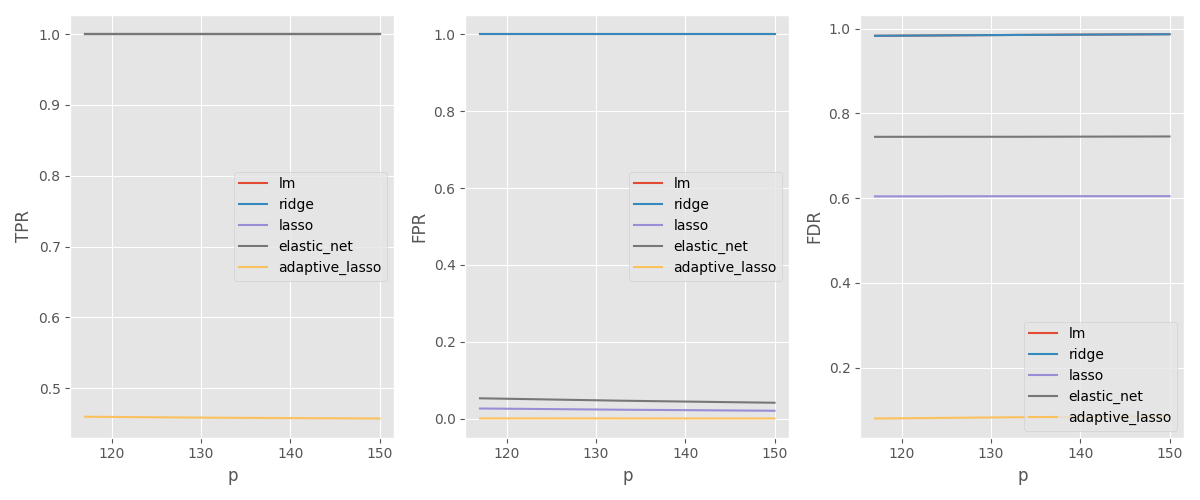 1.0
0.9
0.8
0.7
0.6
0.5
TPR
120
130
140
150
p
lm
ridge
lasso
elastic_net
adaptive_lasso
1.0
0.8
0.6
0.4
0.2
0.0
FPR
120
130
140
150
p
lm
ridge
lasso
elastic_net
adaptive_lasso
1.0
0.8
0.6
0.4
0.2
FDR
120
130
140
150
p
lm
ridge
lasso
elastic_net
adaptive_lasso